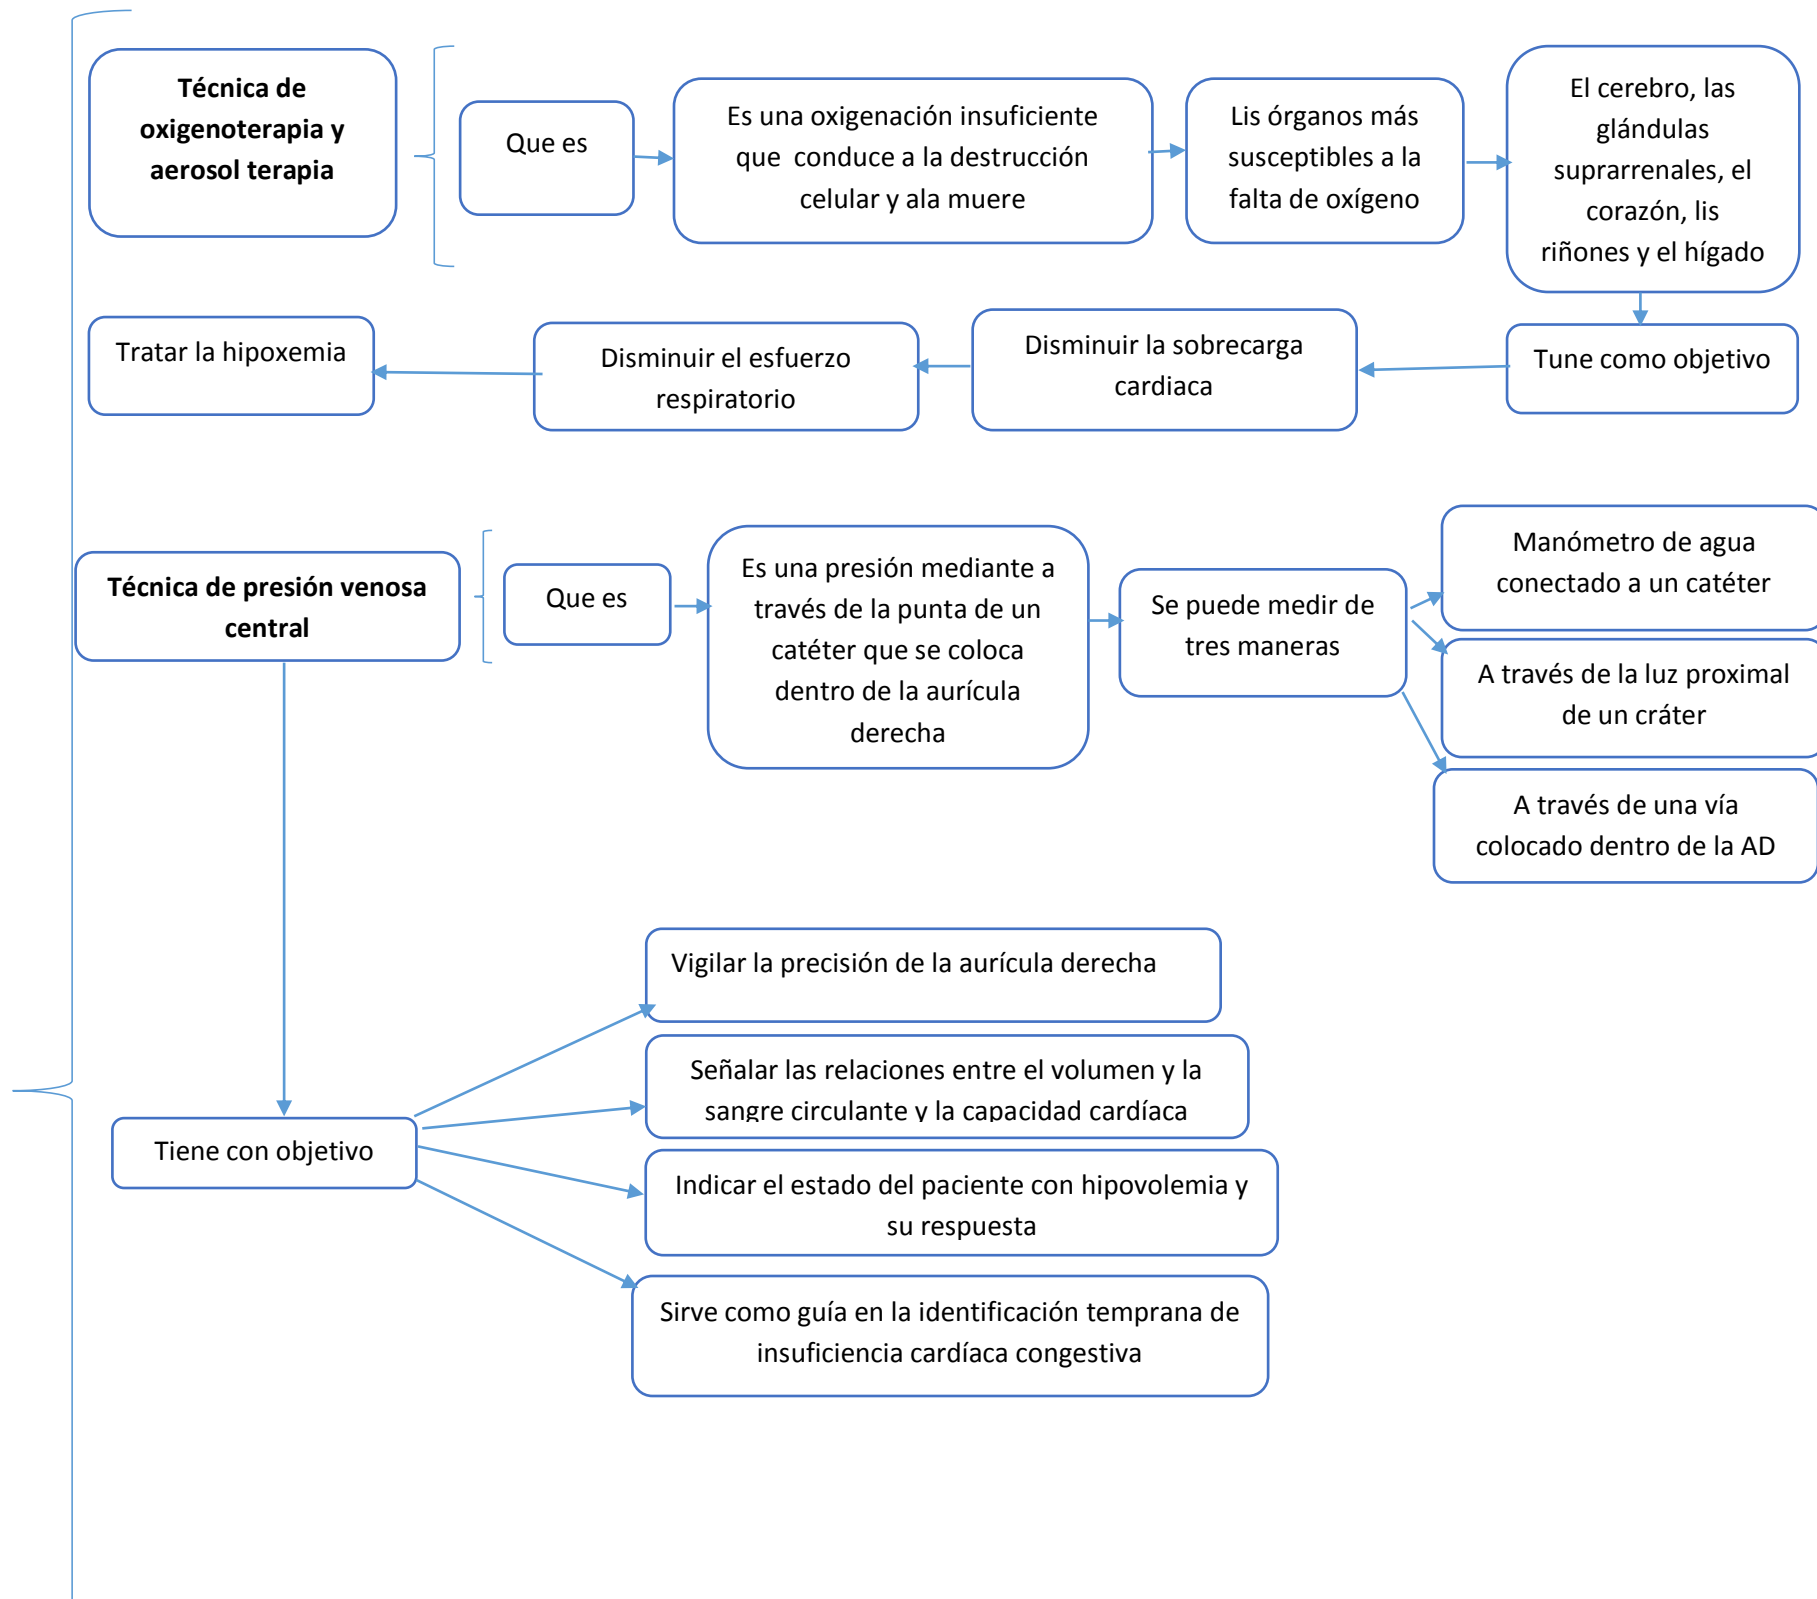 Técnica de
oxigenoterapia y
aerosol terapia
Que es
Es una oxigenación insuficiente
que conduce a la destrucción
celular y ala muere
Lis órganos más
susceptibles a la
falta de oxígeno
El cerebro, las
glándulas
suprarrenales, el
corazón, lis
riñones y el hígado
Tune como objetivo
Disminuir la sobrecarga
cardiaca
Disminuir el esfuerzo
respiratorio
Tratar la hipoxemia
Técnica de presión venosa
central
Que es
Es una presión mediante a
través de la punta de un
catéter que se coloca
dentro de la aurícula
derecha
Se puede medir de
tres maneras
Manómetro de agua
conectado a un catéter
A través de la luz proximal
de un cráter
A través de una vía
colocado dentro de la AD
Tiene con objetivo
Vigilar la precisión de la aurícula derecha
Señalar las relaciones entre el volumen y la
sangre circulante y la capacidad cardíaca
Indicar el estado del paciente con hipovolemia y
su respuesta
Sirve como guía en la identificación temprana de
insuficiencia cardíaca congestiva